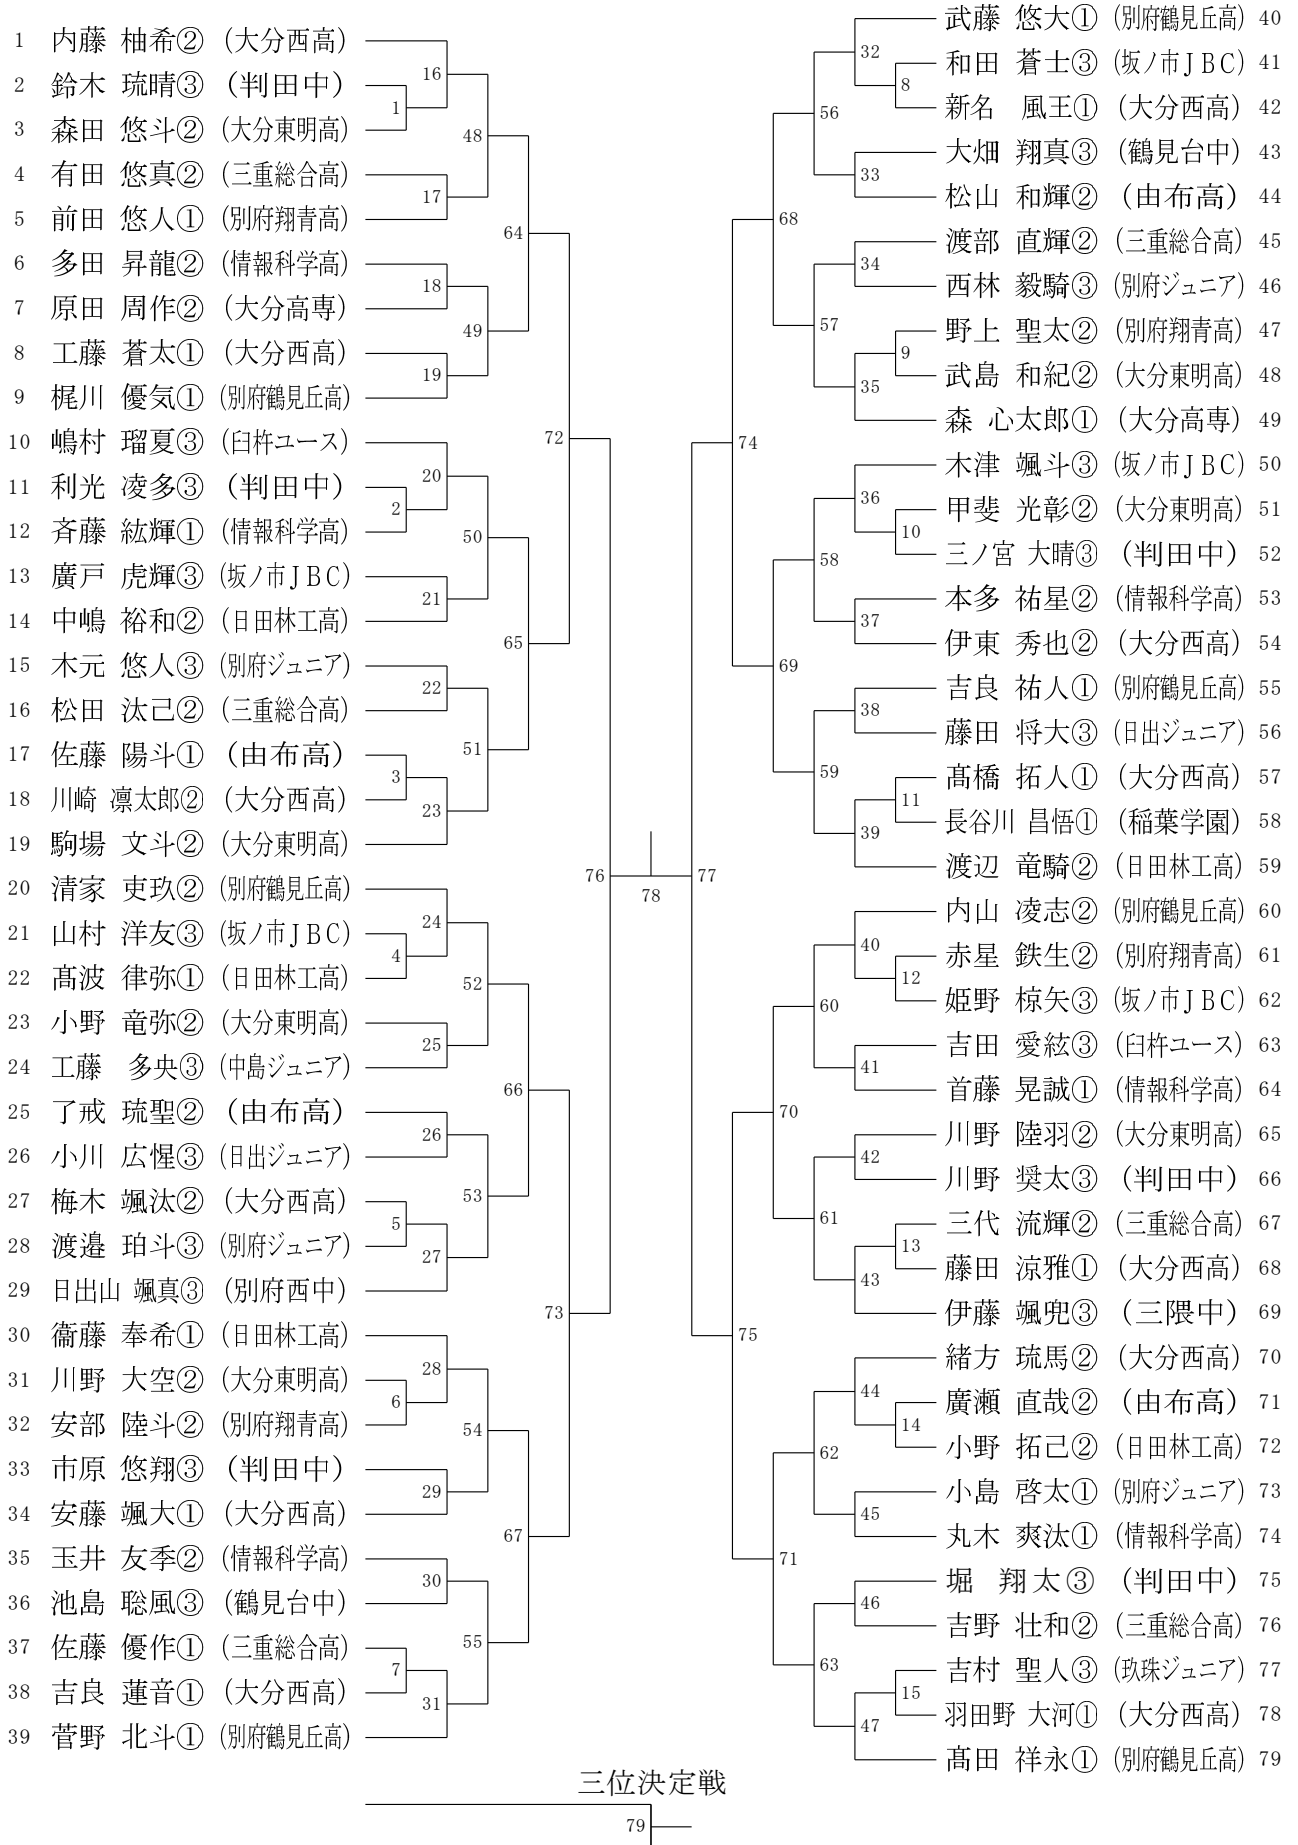 1 内藤 柚希② (大分西高)
2 鈴木 琉晴③ (判田中)
3 森田 悠斗② (大分東明高)
4 有田 悠真② (三重総合高)
5 前田 悠人① (別府翔青高)
6 多田 昇龍② (情報科学高)
7 原田 周作② (大分高専)
8 工藤 蒼太① (大分西高)
9 梶川 優気① (別府鶴見丘高)
10 嶋村 瑠夏③ (臼杵ユース)
11 利光 凌多③ (判田中)
12 斉藤 紘輝① (情報科学高)
13 廣戸 虎輝③ (坂ノ市JBC)
14 中嶋 裕和② (日田林工高)
15 木元 悠人③ (別府ジュニア)
16 松田 汰己② (三重総合高)
17 佐藤 陽斗① (由布高)
18 川崎 凛太郎② (大分西高)
19 駒場 文斗② (大分東明高)
20 清家 吏玖② (別府鶴見丘高)
21 山村 洋友③ (坂ノ市JBC)
22 髙波 律弥① (日田林工高)
23 小野 竜弥② (大分東明高)
24 工藤 多央③ (中島ジュニア)
25 了戒 琉聖② (由布高)
26 小川 広惺③ (日出ジュニア)
27 梅木 颯汰② (大分西高)
28 渡邉 珀斗③ (別府ジュニア)
29 日出山 颯真③ (別府西中)
30 衞藤 奉希① (日田林工高)
31 川野 大空② (大分東明高)
32 安部 陸斗② (別府翔青高)
33 市原 悠翔③ (判田中)
34 安藤 颯大① (大分西高)
35 玉井 友季② (情報科学高)
36 池島 聡風③ (鶴見台中)
37 佐藤 優作① (三重総合高)
38 吉良 蓮音① (大分西高)
39 菅野 北斗① (別府鶴見丘高)
1
2
3
4
5
6
7
16
17
18
19
20
21
22
23
24
25
26
27
28
29
30
31
48
49
50
51
52
53
54
55
64
65
66
67
72
73
76
78
77
74
75
68
69
70
71
56
57
58
59
60
61
62
63
32
33
34
35
36
37
38
39
40
41
42
43
44
45
46
47
8
9
10
11
12
13
14
15
武藤 悠大① (別府鶴見丘高) 40
和田 蒼士③ (坂ノ市JBC) 41
新名 風王① (大分西高) 42
大畑 翔真③ (鶴見台中) 43
松山 和輝② (由布高) 44
渡部 直輝② (三重総合高) 45
西林 毅騎③ (別府ジュニア) 46
野上 聖太② (別府翔青高) 47
武島 和紀② (大分東明高) 48
森 心太郎① (大分高専) 49
木津 颯斗③ (坂ノ市JBC) 50
甲斐 光彰② (大分東明高) 51
三ノ宮 大晴③ (判田中) 52
本多 祐星② (情報科学高) 53
伊東 秀也② (大分西高) 54
吉良 祐人① (別府鶴見丘高) 55
藤田 将大③ (日出ジュニア) 56
髙橋 拓人① (大分西高) 57
長谷川 昌悟① (稲葉学園) 58
渡辺 竜騎② (日田林工高) 59
内山 凌志② (別府鶴見丘高) 60
赤星 鉄生② (別府翔青高) 61
姫野 椋矢③ (坂ノ市JBC) 62
吉田 愛絃③ (臼杵ユース) 63
首藤 晃誠① (情報科学高) 64
川野 陸羽② (大分東明高) 65
川野 奨太③ (判田中) 66
三代 流輝② (三重総合高) 67
藤田 涼雅① (大分西高) 68
伊藤 颯兜③ (三隈中) 69
緒方 琉馬② (大分西高) 70
廣瀬 直哉② (由布高) 71
小野 拓己② (日田林工高) 72
小島 啓太① (別府ジュニア) 73
丸木 爽汰① (情報科学高) 74
堀 翔太③ (判田中) 75
吉野 壮和② (三重総合高) 76
吉村 聖人③ (玖珠ジュニア) 77
羽田野 大河① (大分西高) 78
髙田 祥永① (別府鶴見丘高) 79
三位決定戦
79